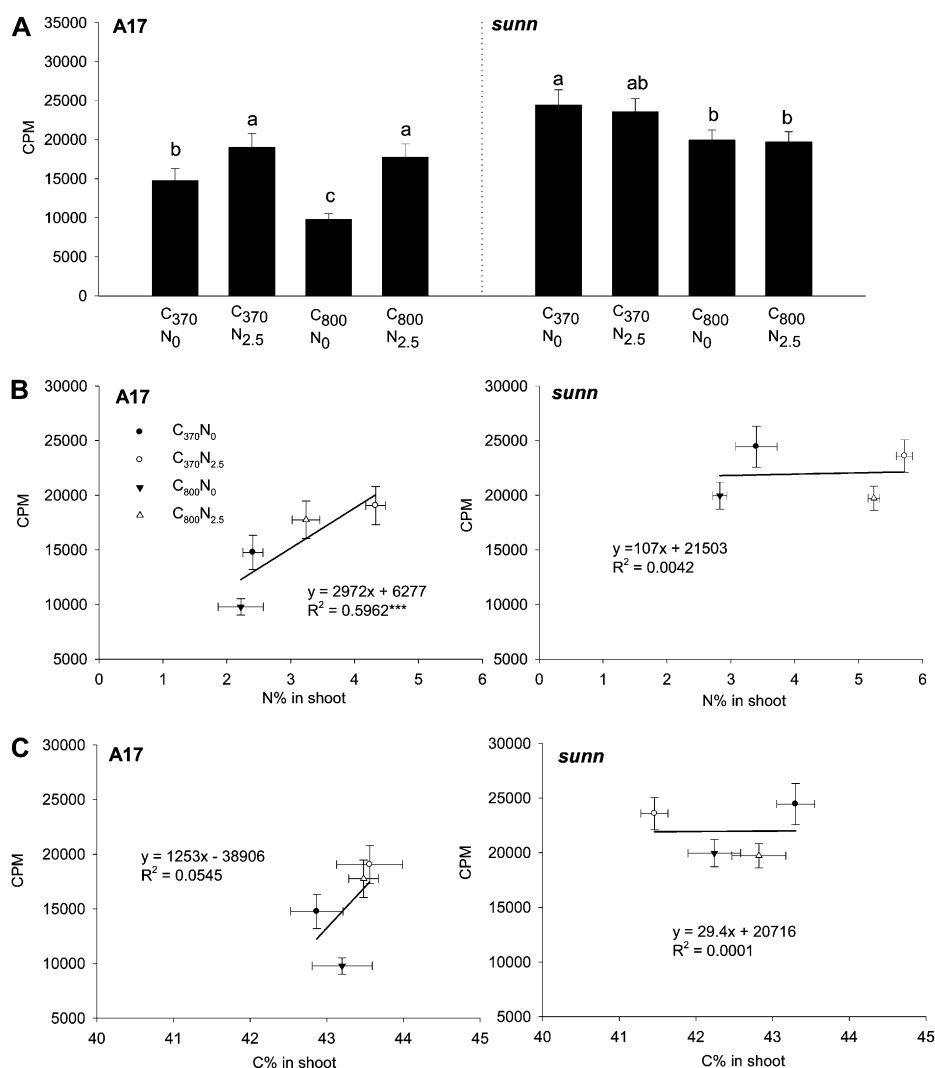 A
A17
sunn
35000
30000
25000
20000
15000
10000
5000
0
CPM
b
a
c
a
a
ab
b
b
C370
N0
C370
N2.5
C800
N0
C800
N2.5
C370
N0
C370
N2.5
C800
N0
C800
N2.5
B
A17
30000
25000
20000
15000
10000
5000
CPM
C370N0
C370N2.5
C800N0
C800N2.5
y = 2972x + 6277
R2 = 0.5962***
0 1 2 3 4 5 6
N% in shoot
sunn
30000
25000
20000
15000
10000
5000
CPM
y =107x + 21503
R2 = 0.0042
0 1 2 3 4 5 6
N% in shoot
C
A17
30000
25000
20000
15000
10000
5000
CPM
y = 1253x - 38906
R2 = 0.0545
40 41 42 43 44 45
C% in shoot
sunn
30000
25000
20000
15000
10000
5000
CPM
y = 29.4x + 20716
R2 = 0.0001
40 41 42 43 44 45
C% in shoot